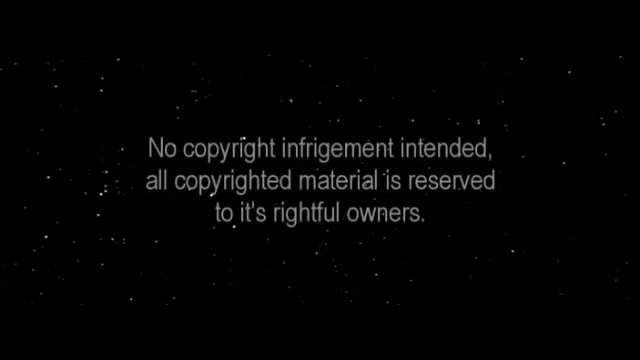 No copyright infrigement intended,
all copyrighted material is reserved
to it's rightful owners.